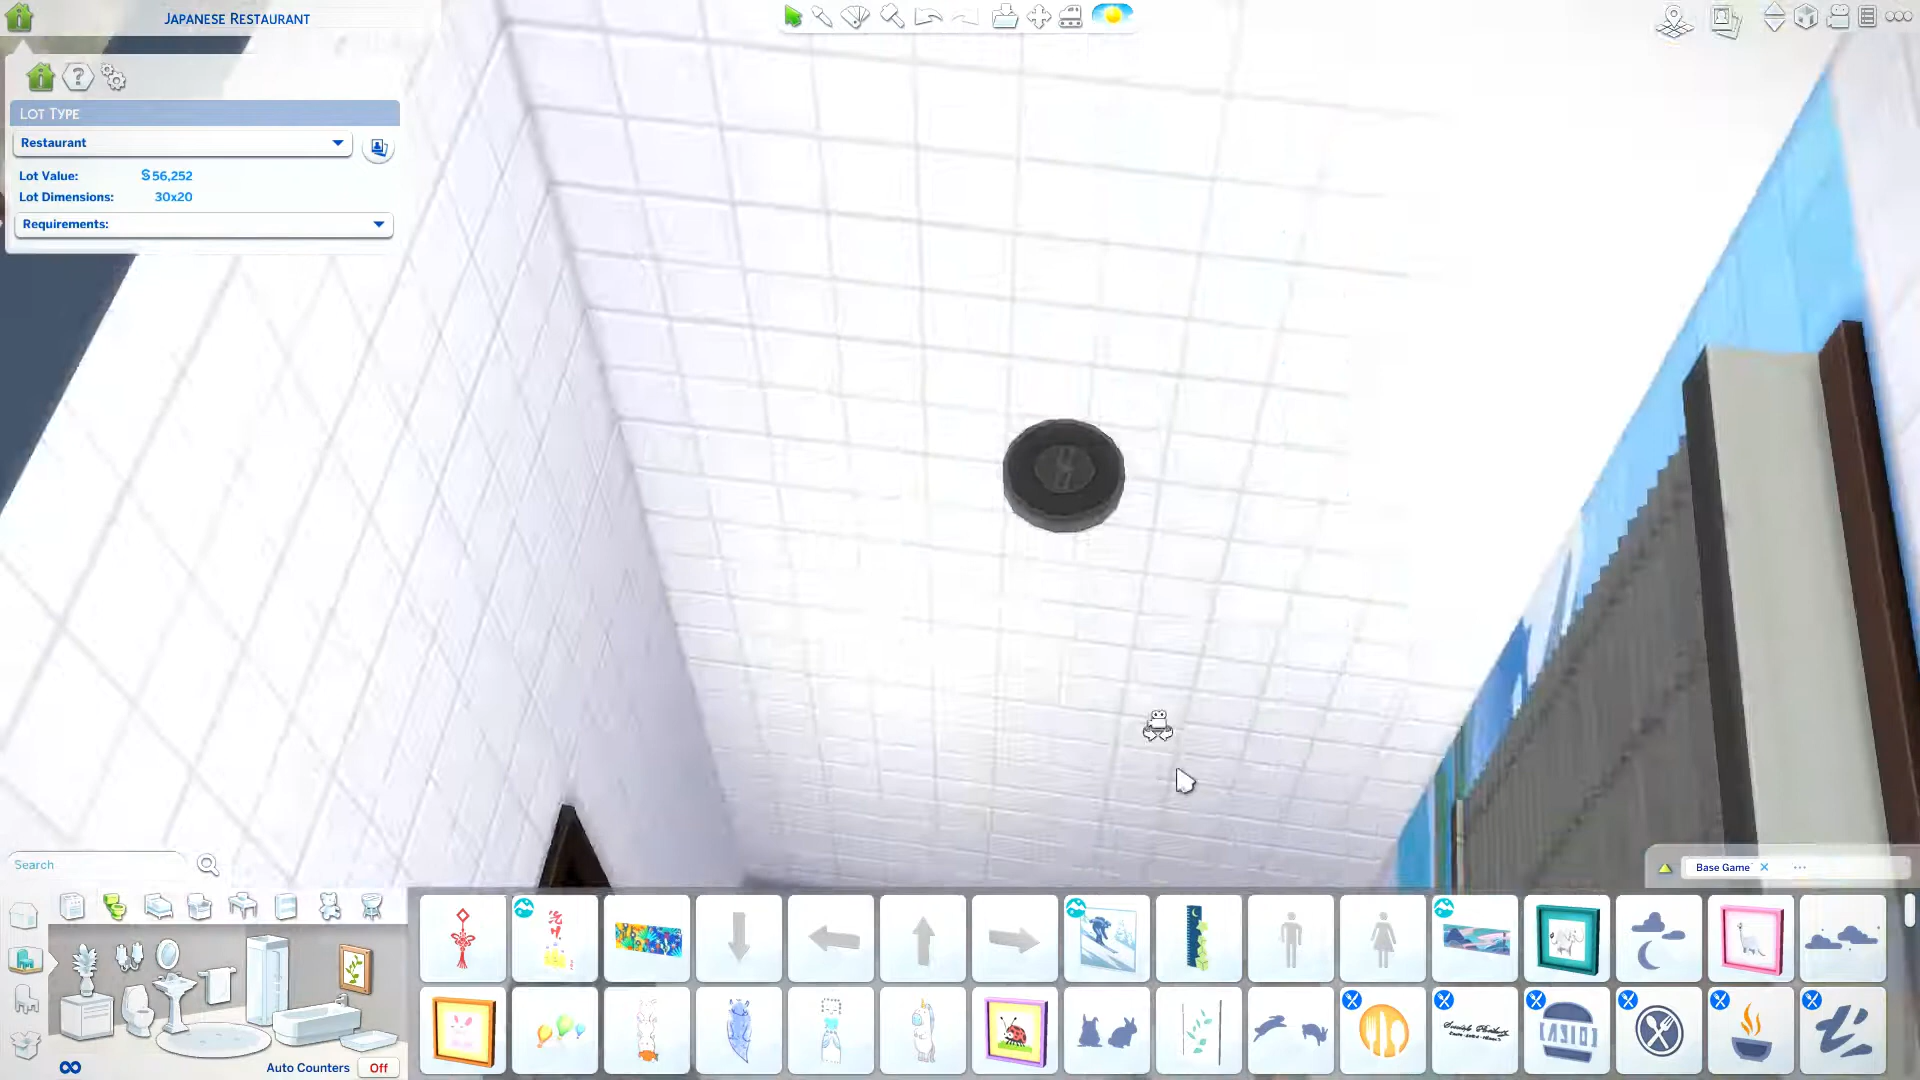 JAPANESE RESTAURANT
LOT TYPE
Restaurant
Lot Value: §56,252
Lot Dimensions: 30x20
Requirements:
Search
Base Game
Auto Counters Off